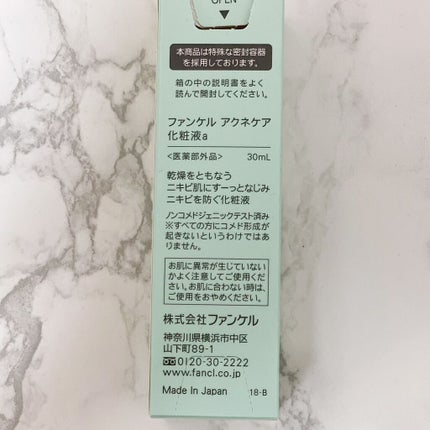 OPEN
▼
本商品は特殊な密封容器
を採用しております。
箱の中の説明書をよく
読んで開封してください。
ファンケル アクネケア
化粧液a
<医薬部外品> 30mL
乾燥をともなう
ニキビ肌にすーっとなじみ
ニキビを防ぐ化粧液
ノンコメドジェニックテスト済み
※すべての方にコメド形成が
起きないというわけではあ
りません。
お肌に異常が生じていない
かよく注意してご使用くだ
さい。お肌に合わない時は、
ご使用をおやめください。
株式会社ファンケル
神奈川県横浜市中区
山下町89-1
0120-30-2222
www.fancl.co.jp
Made In Japan 18-B